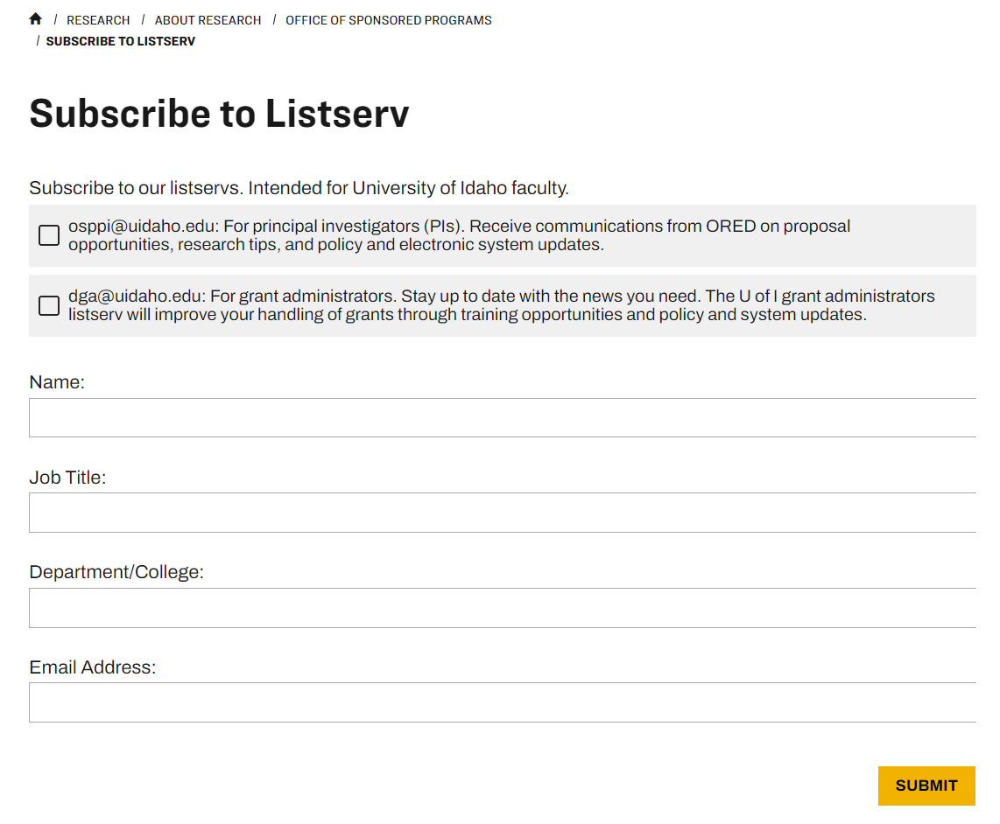 / RESEARCH / ABOUT RESEARCH / OFFICE OF SPONSORED PROGRAMS
/ SUBSCRIBE TO LISTSERV
Subscribe to Listserv
Subscribe to our listservs. Intended for University of Idaho faculty.
osppi@uidaho.edu: For principal investigators (PIs). Receive communications from ORED on proposal
opportunities, research tips, and policy and electronic system updates.
dga@uidaho.edu: For grant administrators. Stay up to date with the news you need. The U of I grant administrators
listserv will improve your handling of grants through training opportunities and policy and system updates.
Name:
Job Title:
Department/College:
Email Address:
SUBMIT